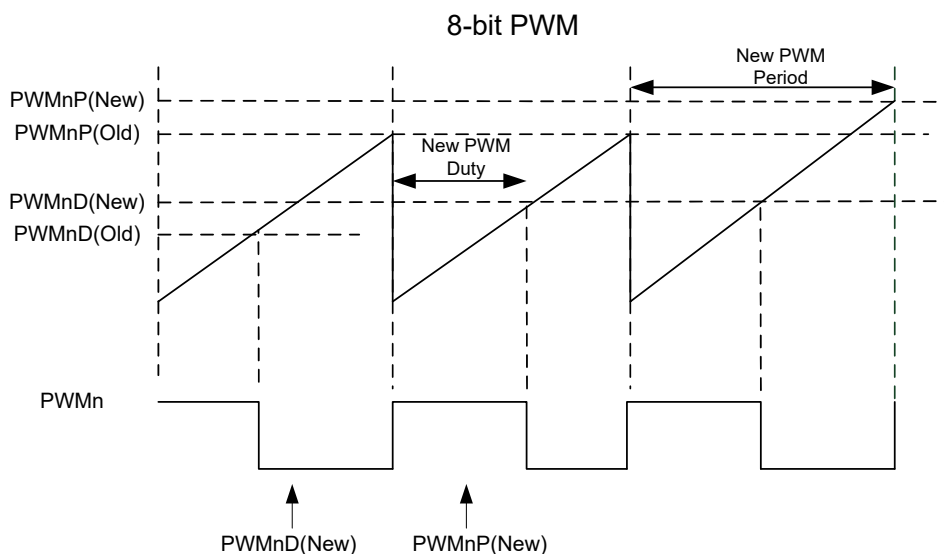 8-bit PWM
New PWM
Period
PWMnP(New)
PWMnP(Old)
New PWM
Duty
PWMnD(New)
PWMnD(Old)
PWMn
PWMnD(New)
PWMnP(New)